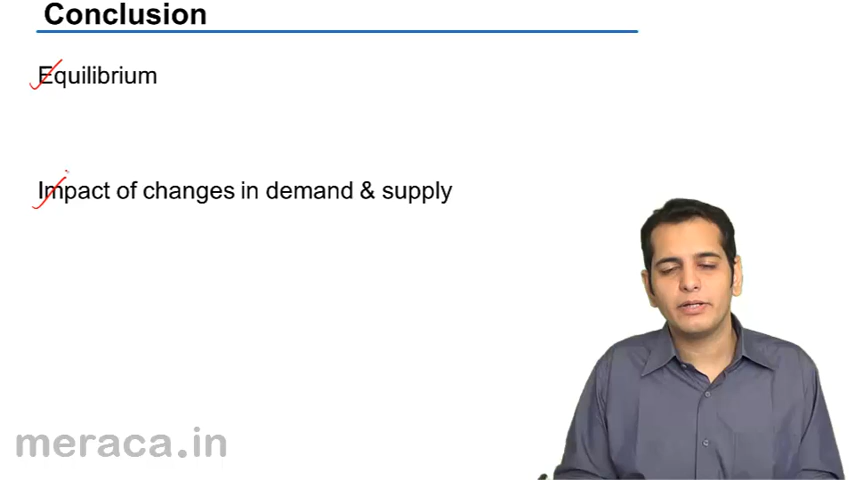 Conclusion
Equilibrium
Impact of changes in demand & supply
meraca.in